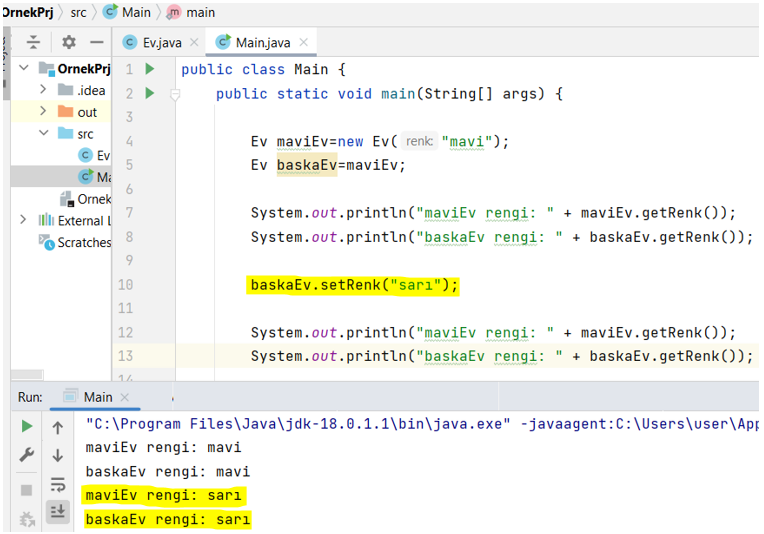 OrnekPrj src Main main
Ev.java Main.java
OrnekPrj
.idea
out
src
Ev
Ma
Ornek
External L
Scratches
1 public class Main {
2 public static void main(String[] args) {
3
4 Ev maviEv=new Ev( renk: "mavi");
5 Ev baskaEv=maviEv;
6
7 System.out.println("maviEv rengi: " + maviEv.getRenk());
8 System.out.println("baskaEv rengi: " + baskaEv.getRenk());
9
10 baskaEv.setRenk("sarı");
11
12 System.out.println("maviEv rengi: " + maviEv.getRenk());
13 System.out.println("baskaEv rengi: " + baskaEv.getRenk());
14
Run: Main
"C:\Program Files\Java\jdk-18.0.1.1\bin\java.exe" -javaagent:C:\Users\user\App
maviEv rengi: mavi
baskaEv rengi: mavi
maviEv rengi: sarı
baskaEv rengi: sarı